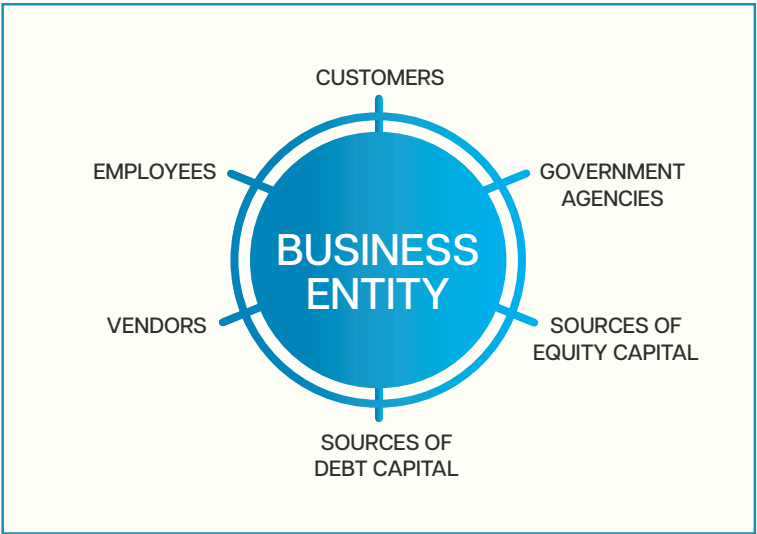 CUSTOMERS
EMPLOYEES
GOVERNMENT
AGENCIES
BUSINESS
ENTITY
VENDORS
SOURCES OF
EQUITY CAPITAL
SOURCES OF
DEBT CAPITAL